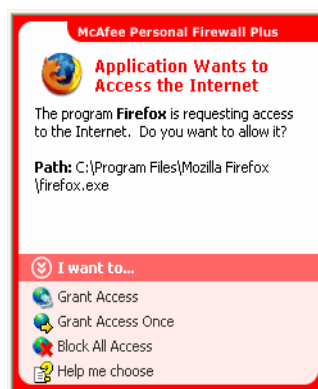 McAfee Personal Firewall Plus
Application Wants to
Access the Internet
The program Firefox is requesting access
to the Internet. Do you want to allow it?
Path: C:\Program Files\Mozilla Firefox
\firefox.exe
I want to...
Grant Access
Grant Access Once
Block All Access
Help me choose